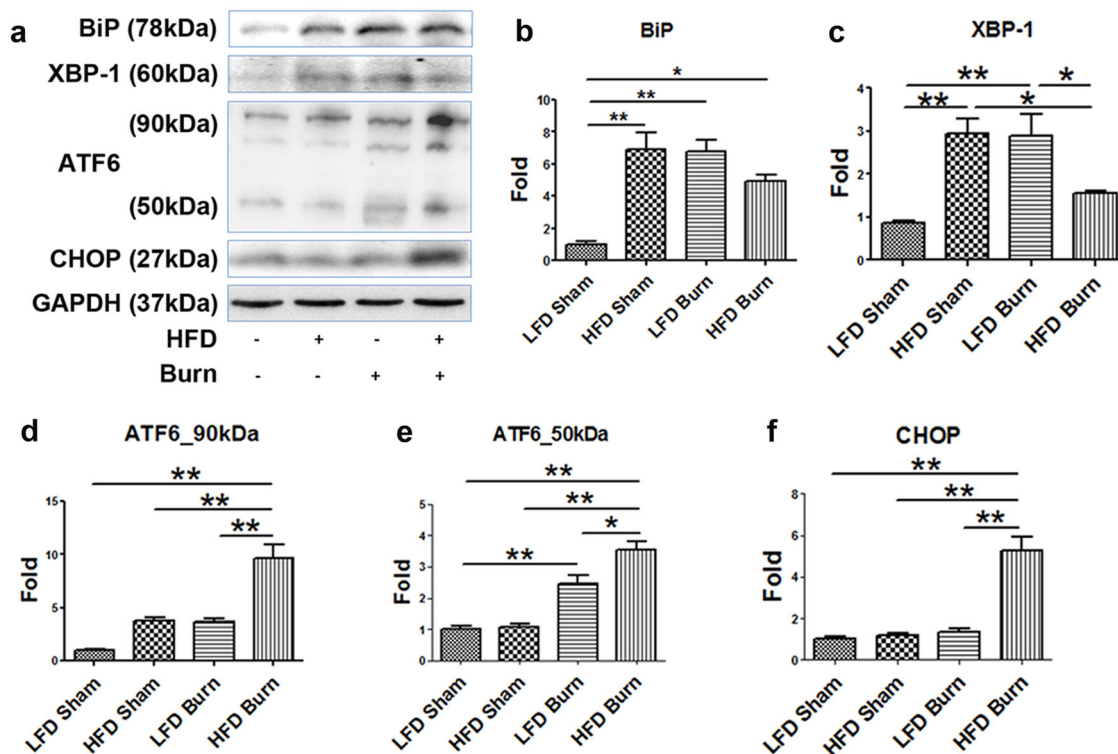 a
BiP (78kDa)
XBP-1 (60kDa)
(90kDa)
ATF6
(50kDa)
CHOP (27kDa)
GAPDH (37kDa)
HFD - + - +
Burn - - + +
b
BiP
*
**
**
Fold
10
8
6
4
2
0
LFD Sham
HFD Sham
LFD Burn
HFD Burn
c
XBP-1
** *
** *
Fold
4
3
2
1
0
LFD Sham
HFD Sham
LFD Burn
HFD Burn
d
ATF6_90kDa
**
**
**
Fold
15
10
5
0
LFD Sham
HFD Sham
LFD Burn
HFD Burn
e
ATF6_50kDa
**
**
*
**
Fold
5
4
3
2
1
0
LFD Sham
HFD Sham
LFD Burn
HFD Burn
f
CHOP
**
**
**
Fold
8
6
4
2
0
LFD Sham
HFD Sham
LFD Burn
HFD Burn